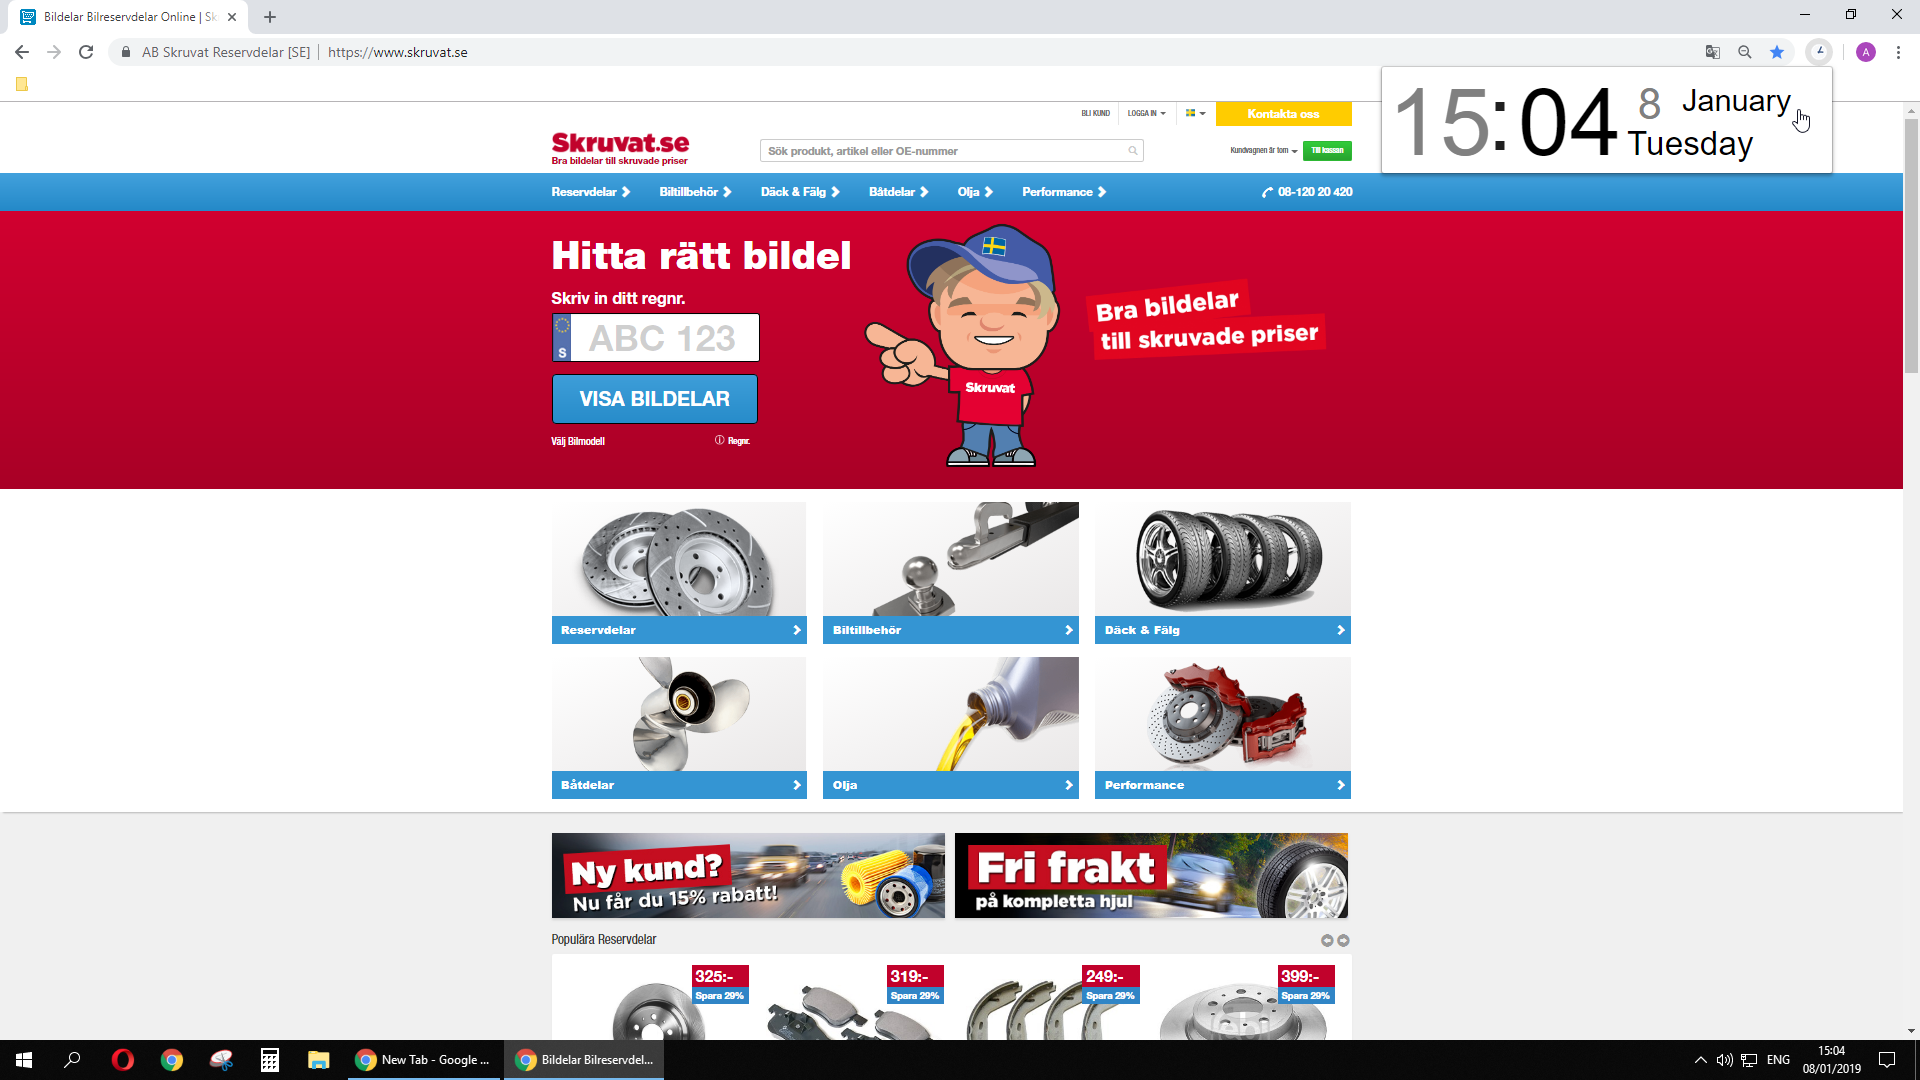 Bildelar Bilreservdelar Online | Sk
AB Skruvat Reservdelar [SE] | https://www.skruvat.se
A
15:04 8 January
Tuesday
BLI KUND LOGGA IN Kontakta oss
Skruvat.se
Bra bildelar till skruvade priser
Sök produkt, artikel eller OE-nummer
Kundvagnen är tom Till kassan
Reservdelar Biltillbehör Däck & Fälg Båtdelar Olja Performance 08-120 20 420
Hitta rätt bildel
Skriv in ditt regnr.
S ABC 123
VISA BILDELAR
Välj Bilmodell Regnr.
Skruvat
Bra bildelar
till skruvade priser
Reservdelar Biltillbehör Däck & Fälg
Båtdelar Olja Performance
Ny kund?
Nu får du 15% rabatt!
Fri frakt
på kompletta hjul
Populära Reservdelar
325:- 319:- 249:- 399:-
Spara 29% Spara 29% Spara 29% Spara 29%
New Tab - Google ... Bildelar Bilreservdel...
ENG
15:04
08/01/2019